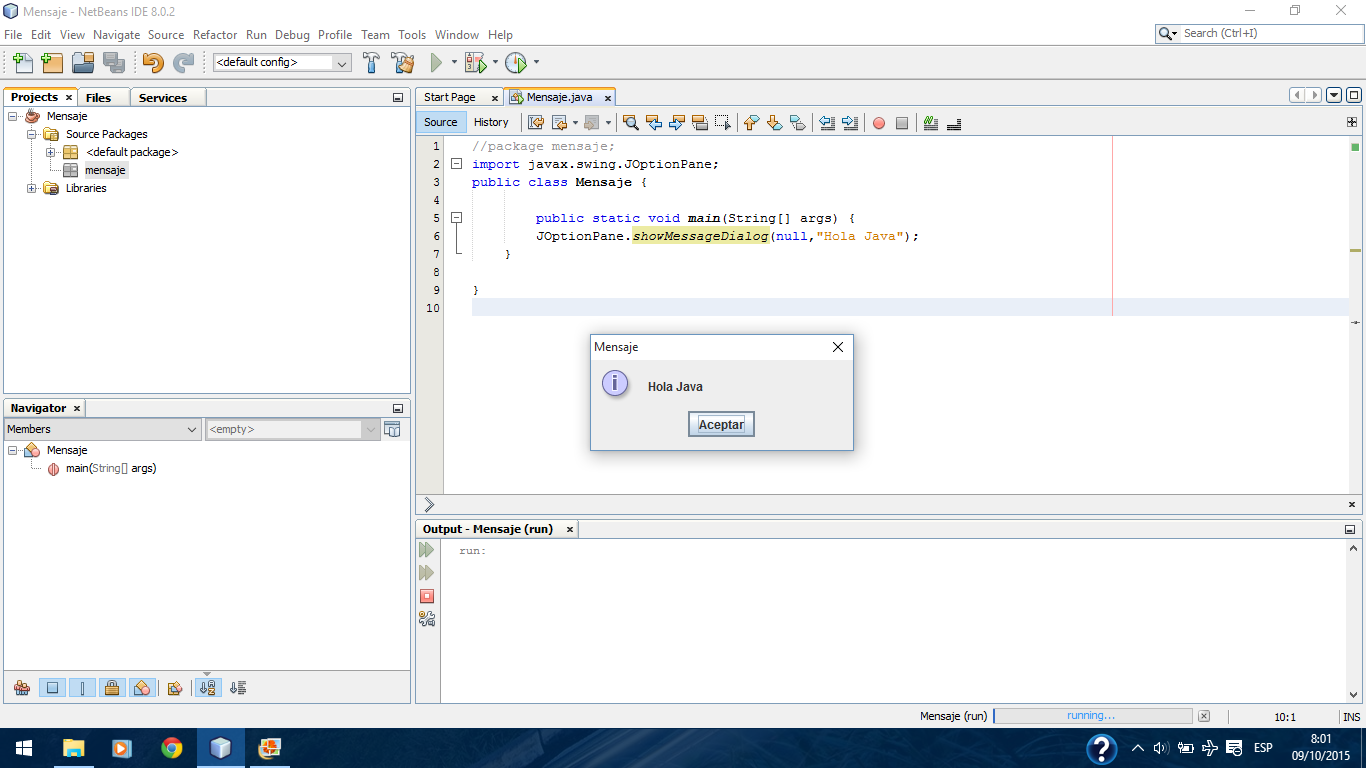 Mensaje - NetBeans IDE 8.0.2
File Edit View Navigate Source Refactor Run Debug Profile Team Tools Window Help
Search (Ctrl+I)
<default config>
Projects Files Services
Mensaje
Source Packages
<default package>
mensaje
Libraries
Start Page Mensaje.java
Source History
1 //package mensaje;
2 import javax.swing.JOptionPane;
3 public class Mensaje {
4
5 public static void main(String[] args) {
6 JOptionPane.showMessageDialog(null,"Hola Java");
7 }
8
9 }
10
Mensaje
Hola Java
Aceptar
Navigator
Members <empty>
Mensaje
main(String[] args)
Output - Mensaje (run)
run:
Mensaje (run) running... 10:1 INS
ESP
8:01
09/10/2015